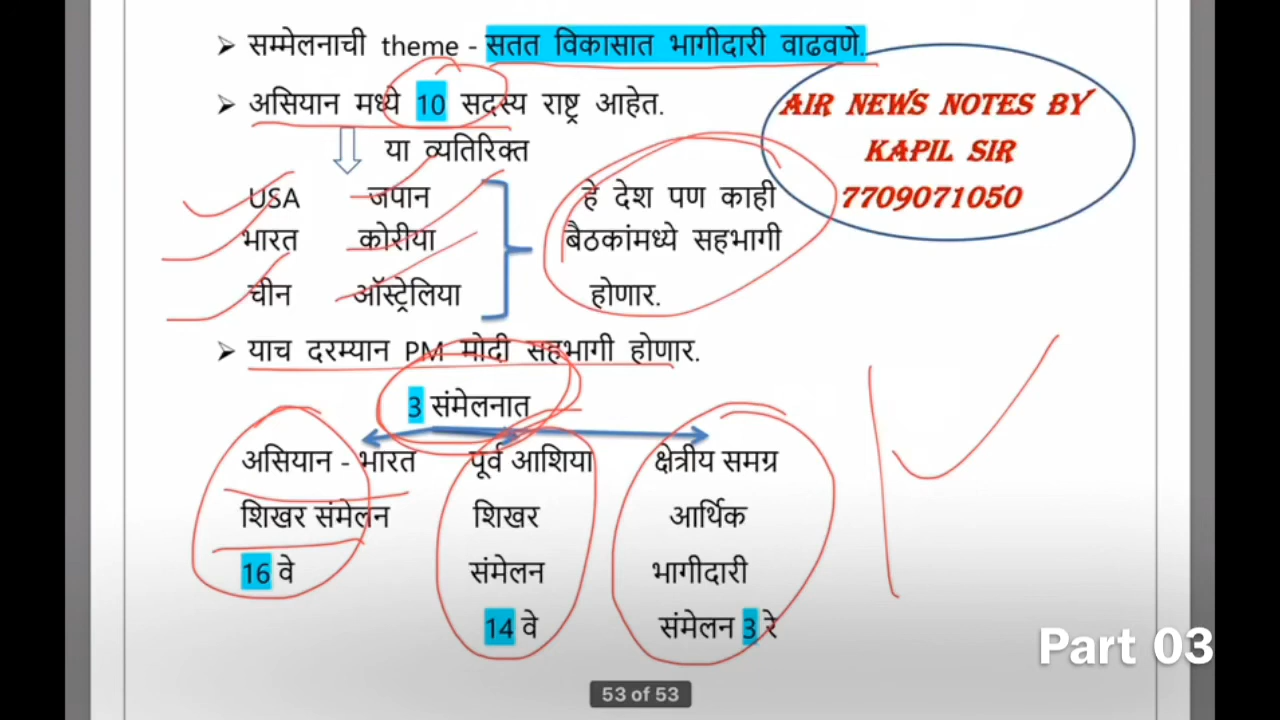 ➢ सम्मेलनाची theme - सतत विकासात भागीदारी वाढवणे.
➢ असियान मध्ये 10 सदस्य राष्ट्र आहेत.
या व्यतिरिक्त
USA जपान
भारत कोरीया
चीन ऑस्ट्रेलिया
हे देश पण काही
बैठकांमध्ये सहभागी
होणार.
AIR NEWS NOTES BY
KAPIL SIR
7709071050
➢ याच दरम्यान PM मोदी सहभागी होणार.
3 संमेलनात
असियान - भारत
शिखर संमेलन
16 वे
पूर्व आशिया
शिखर
संमेलन
14 वे
क्षेत्रीय समग्र
आर्थिक
भागीदारी
संमेलन 3 रे
Part 03
53 of 53